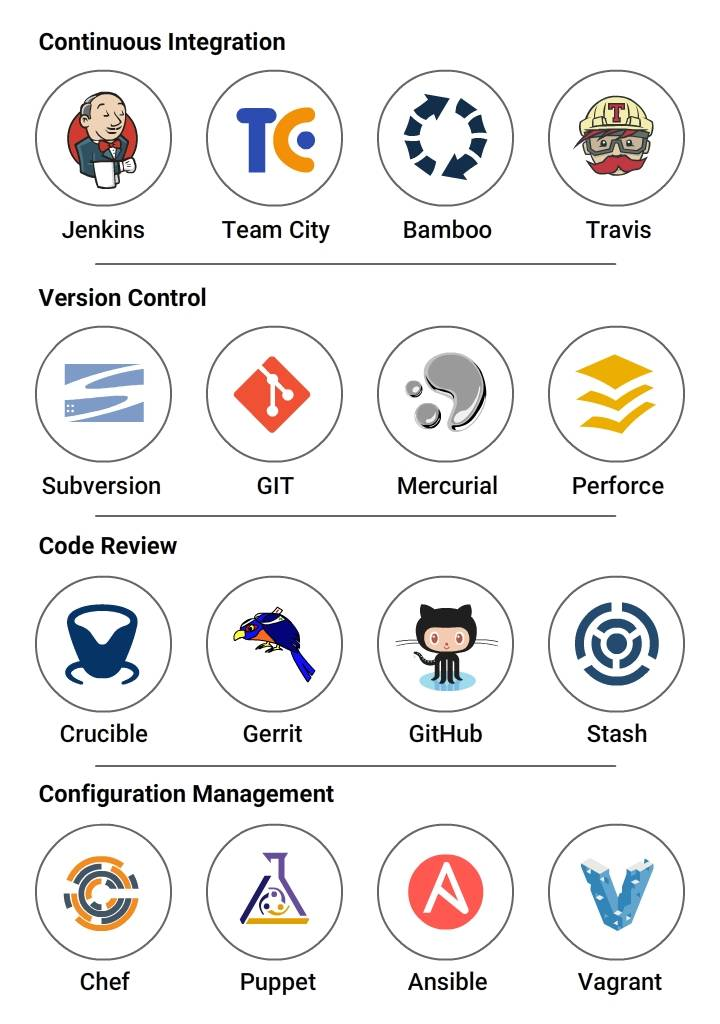 Continuous Integration
T
TC
Jenkins Team City Bamboo Travis
Version Control
Subversion GIT Mercurial Perforce
Code Review
Crucible Gerrit GitHub Stash
Configuration Management
A
V
Chef Puppet Ansible Vagrant